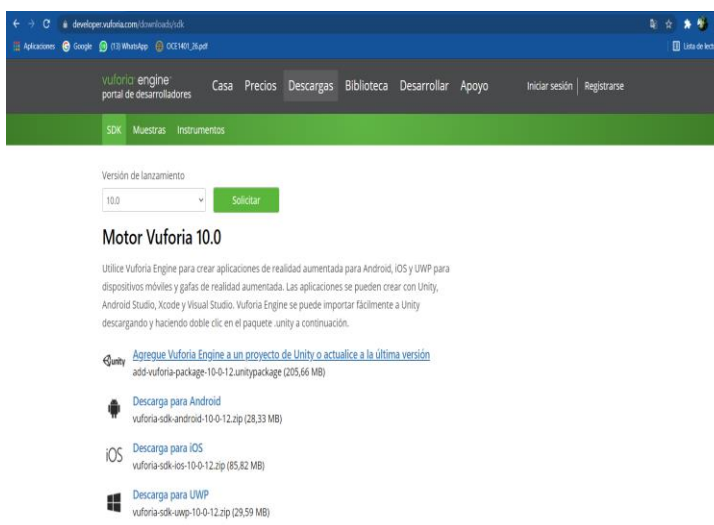 developer.vuforia.com/downloads/sdk
Aplicaciones Google (13) WhatsApp OCE1401_26.pdf Lista de lect
vuforia engine™
portal de desarrolladores
Casa Precios Descargas Biblioteca Desarrollar Apoyo Iniciar sesión | Registrarse
SDK Muestras Instrumentos
Versión de lanzamiento
10.0 Solicitar
Motor Vuforia 10.0
Utilice Vuforia Engine para crear aplicaciones de realidad aumentada para Android, iOS y UWP para
dispositivos móviles y gafas de realidad aumentada. Las aplicaciones se pueden crear con Unity,
Android Studio, Xcode y Visual Studio. Vuforia Engine se puede importar fácilmente a Unity
descargando y haciendo doble clic en el paquete .unity a continuación.
unity Agregue Vuforia Engine a un proyecto de Unity o actualice a la última versión
add-vuforia-package-10-0-12.unitypackage (205,66 MB)
Descarga para Android
vuforia-sdk-android-10-0-12.zip (28,33 MB)
iOS Descarga para iOS
vuforia-sdk-ios-10-0-12.zip (85,82 MB)
Descarga para UWP
vuforia-sdk-uwp-10-0-12.zip (29,59 MB)